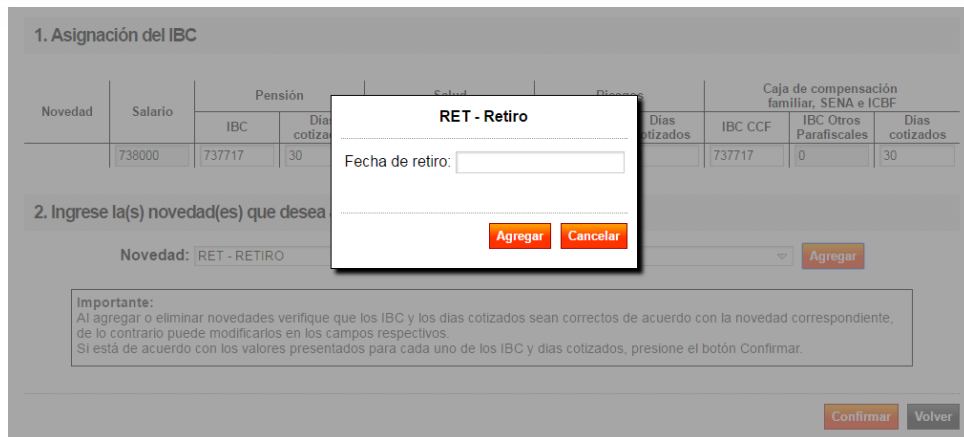 1. Asignación del IBC
Novedad
Salario
Pensión
IBC
Caja de compensación
familiar, SENA e ICBF
Días
IBC CCF
IBC Otros
Parafiscales
Días
cotizados
738000
737717
30
737717
0
30
RET - Retiro
Fecha de retiro:
Agregar
Cancelar
2. Ingrese la(s) novedad(es) que desea
Novedad:
RET - RETIRO
Agregar
Importante:
Al agregar o eliminar novedades verifique que los IBC y los días cotizados sean correctos de acuerdo con la novedad correspondiente,
de lo contrario puede modificarlos en los campos respectivos.
Si está de acuerdo con los valores presentados para cada uno de los IBC y días cotizados, presione el botón Confirmar.
Confirmar
Volver